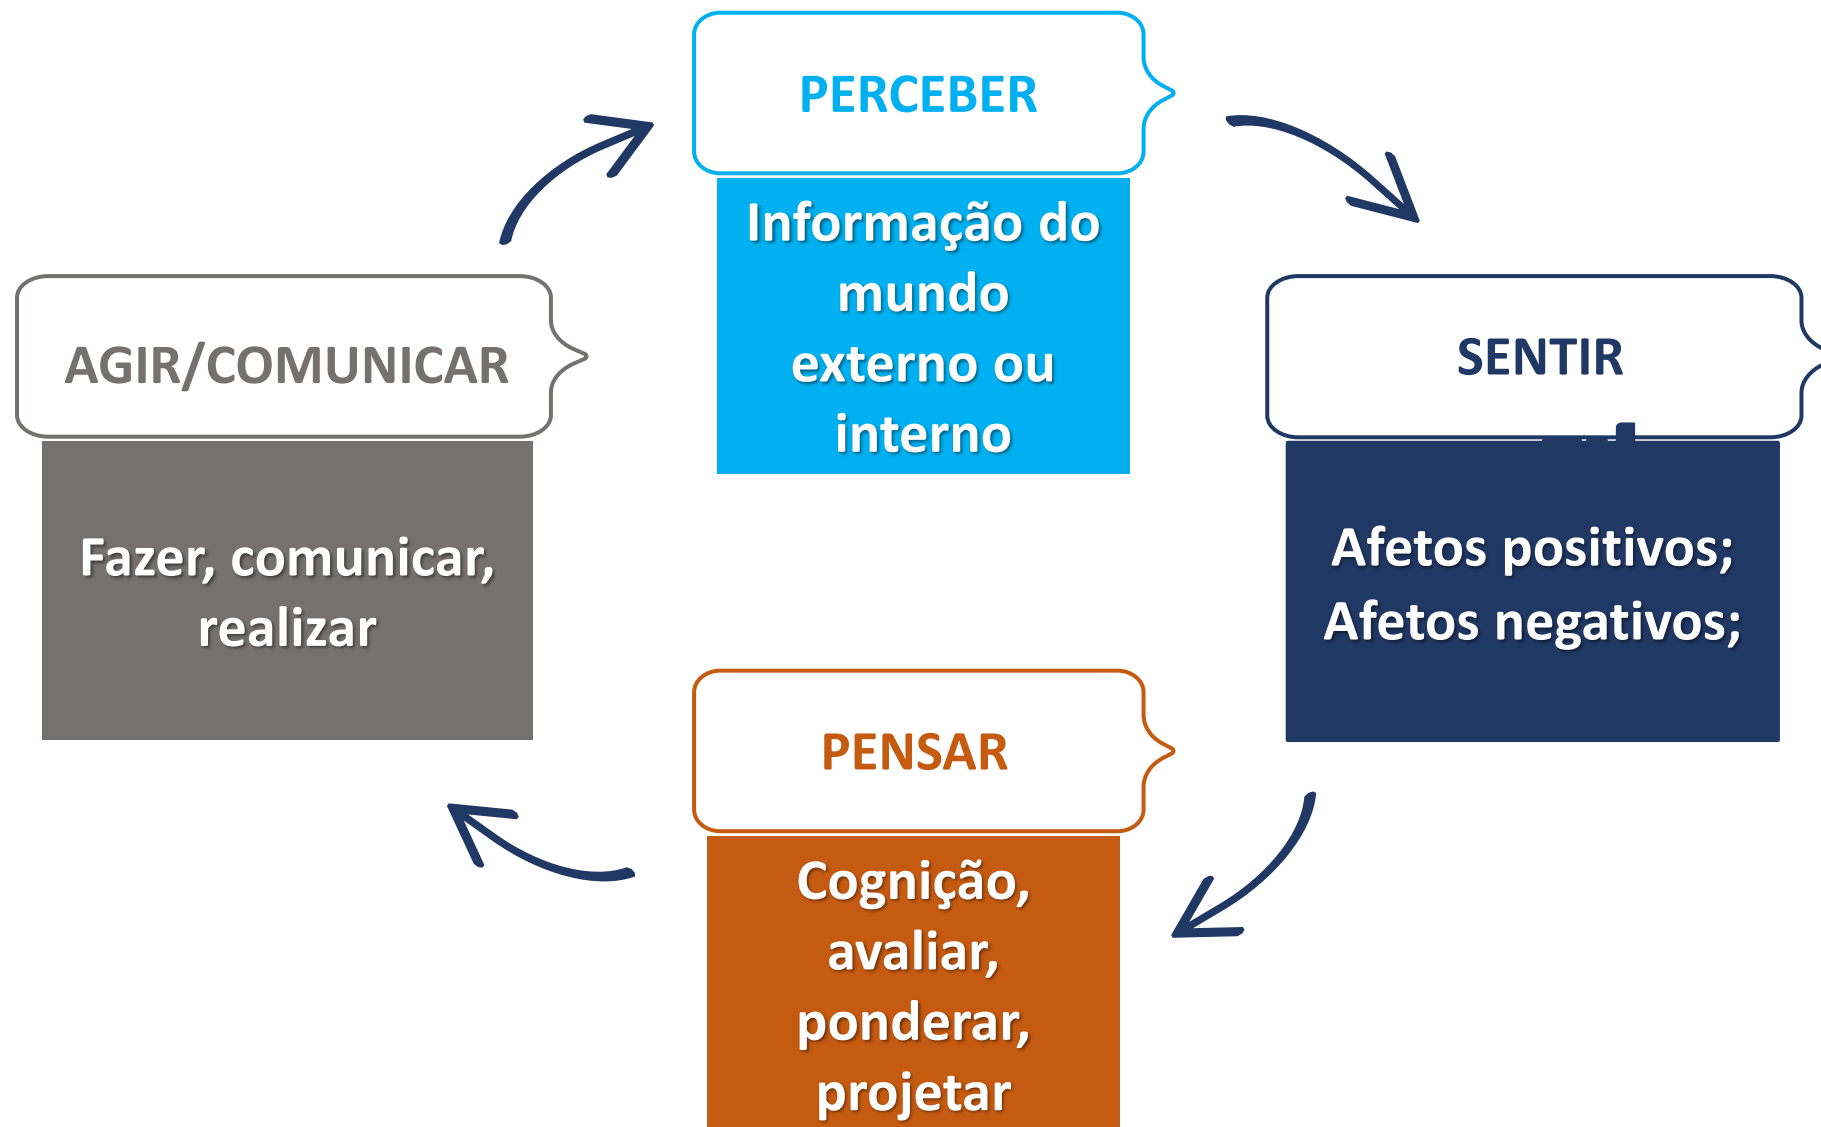 PERCEBER
Informação do
mundo
externo ou
interno
SENTIR
Afetos positivos;
Afetos negativos;
PENSAR
Cognição,
avaliar,
ponderar,
projetar
AGIR/COMUNICAR
Fazer, comunicar,
realizar